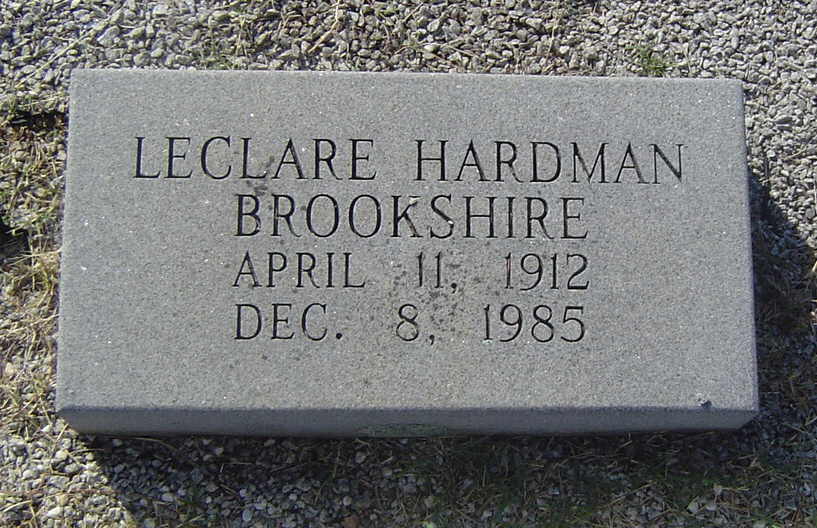 LECLARE HARDMAN
BROOKSHIRE
APRIL 11, 1912
DEC. 8, 1985